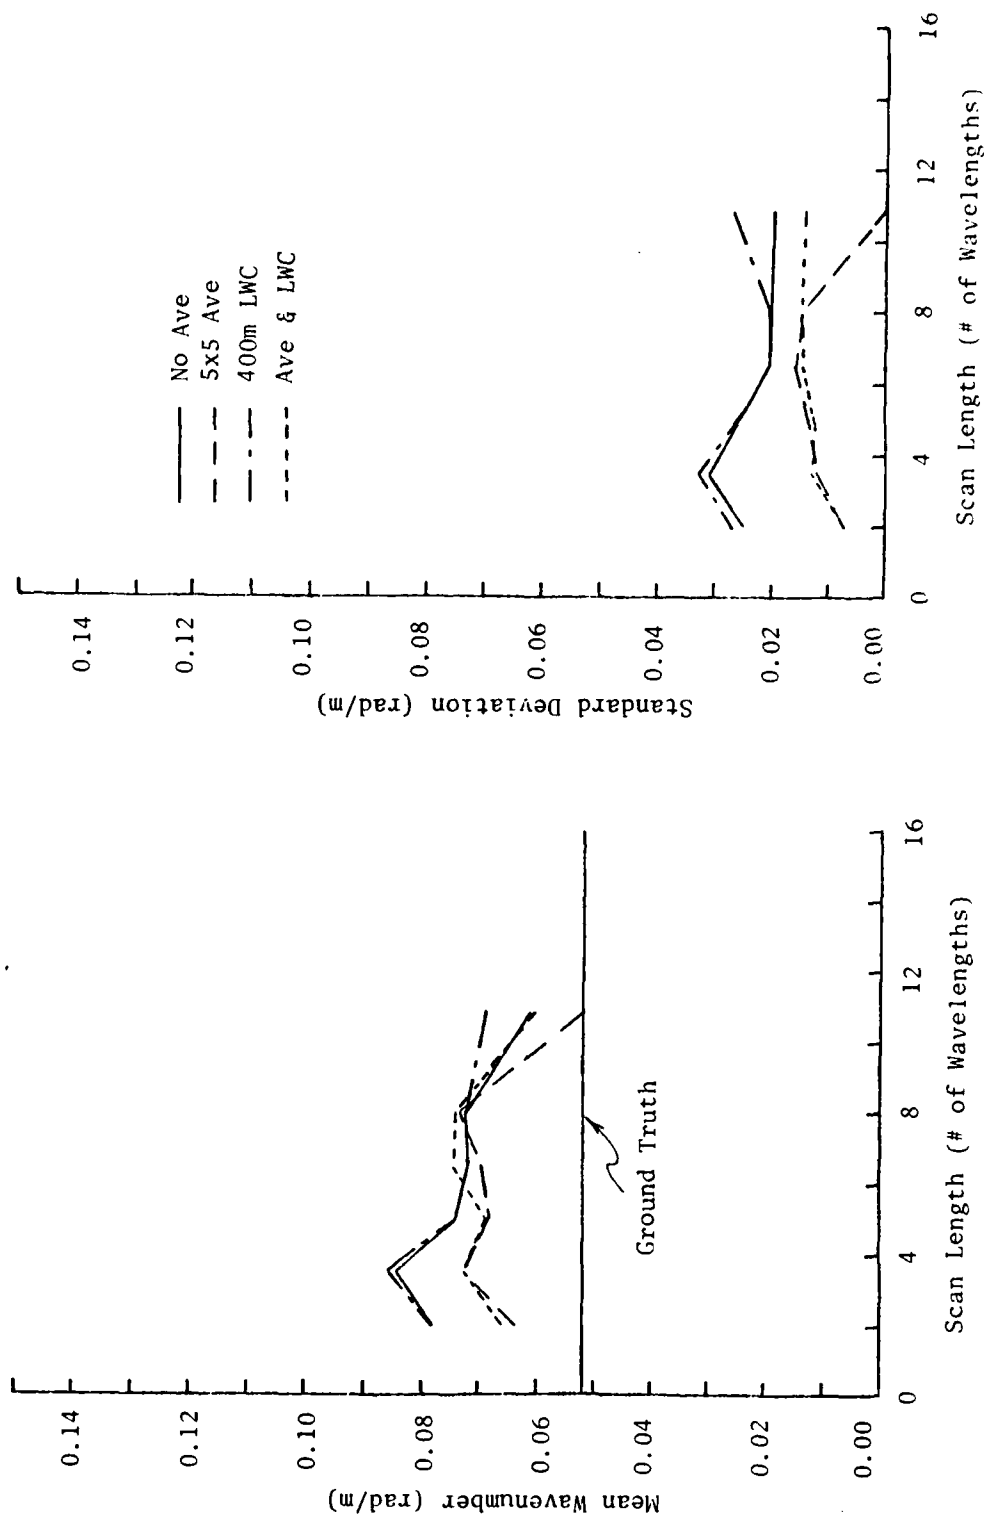 Mean Wavenumber (rad/m)
0.14
0.12
0.10
0.08
0.06
0.04
0.02
0.00
Ground Truth
0
4
8
12
16
Scan Length (# of Wavelengths)
Standard Deviation (rad/m)
0.14
0.12
0.10
0.08
0.06
0.04
0.02
0.00
No Ave
5x5 Ave
400m LWC
Ave & LWC
0
4
8
12
16
Scan Length (# of Wavelengths)